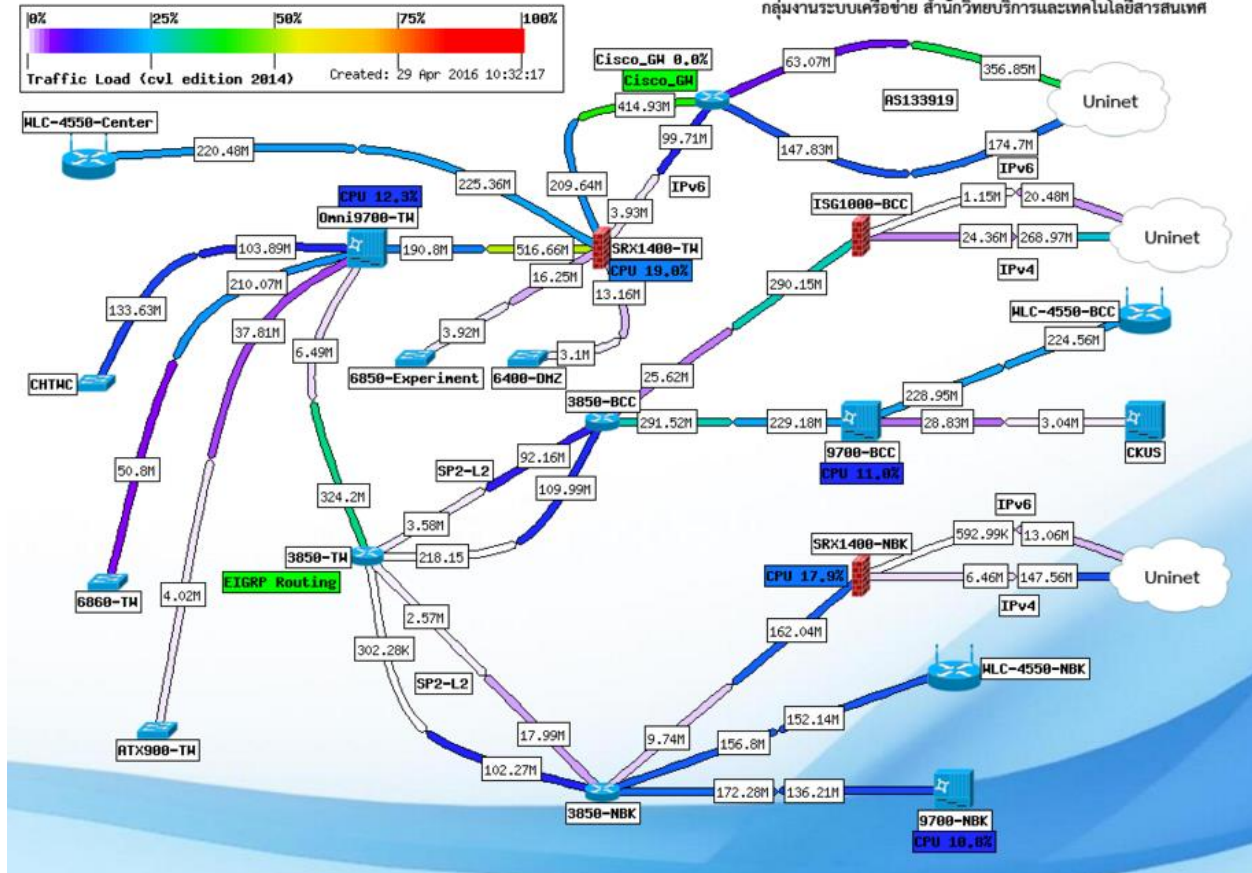 กลุ่มงานระบบเครือข่าย สำนักวิทยบริการและเทคโนโลยีสารสนเทศ
0% 25% 50% 75% 100%
Traffic Load (cvl edition 2014) Created: 29 Apr 2016 10:32:17
Cisco_GW 0.0%
Cisco_GW
63.07M
356.85M
414.93M
AS133919
Uninet
WLC-4550-Center
99.71M
147.83M
174.7M
220.48M
225.36M
209.64M
IPv6
IPv6
CPU 12.3%
Omni9700-TW
3.93M
ISG1000-BCC
1.15M
20.48M
103.89M
190.8M
516.66M
SRX1400-TW
CPU 19.0%
24.36M
268.97M
Uninet
IPv4
210.07M
16.25M
13.16M
290.15M
133.63M
37.81M
3.92M
WLC-4550-BCC
224.56M
6.49M
3.1M
CHTWC
6850-Experiment
6400-DMZ
25.62M
228.95M
3850-BCC
291.52M
229.18M
28.83M
3.04M
9700-BCC
CPU 11.0%
CKUS
50.8M
92.16M
SP2-L2
109.99M
324.2M
3.58M
218.15
IPv6
592.99K
13.06M
SRX1400-NBK
3850-TW
EIGRP Routing
CPU 17.9%
6.46M
147.56M
Uninet
IPv4
6860-TW
4.02M
2.57M
162.04M
302.28K
SP2-L2
WLC-4550-NBK
152.14M
17.99M
9.74M
156.8M
ATX900-TW
102.27M
172.28M
136.21M
3850-NBK
9700-NBK